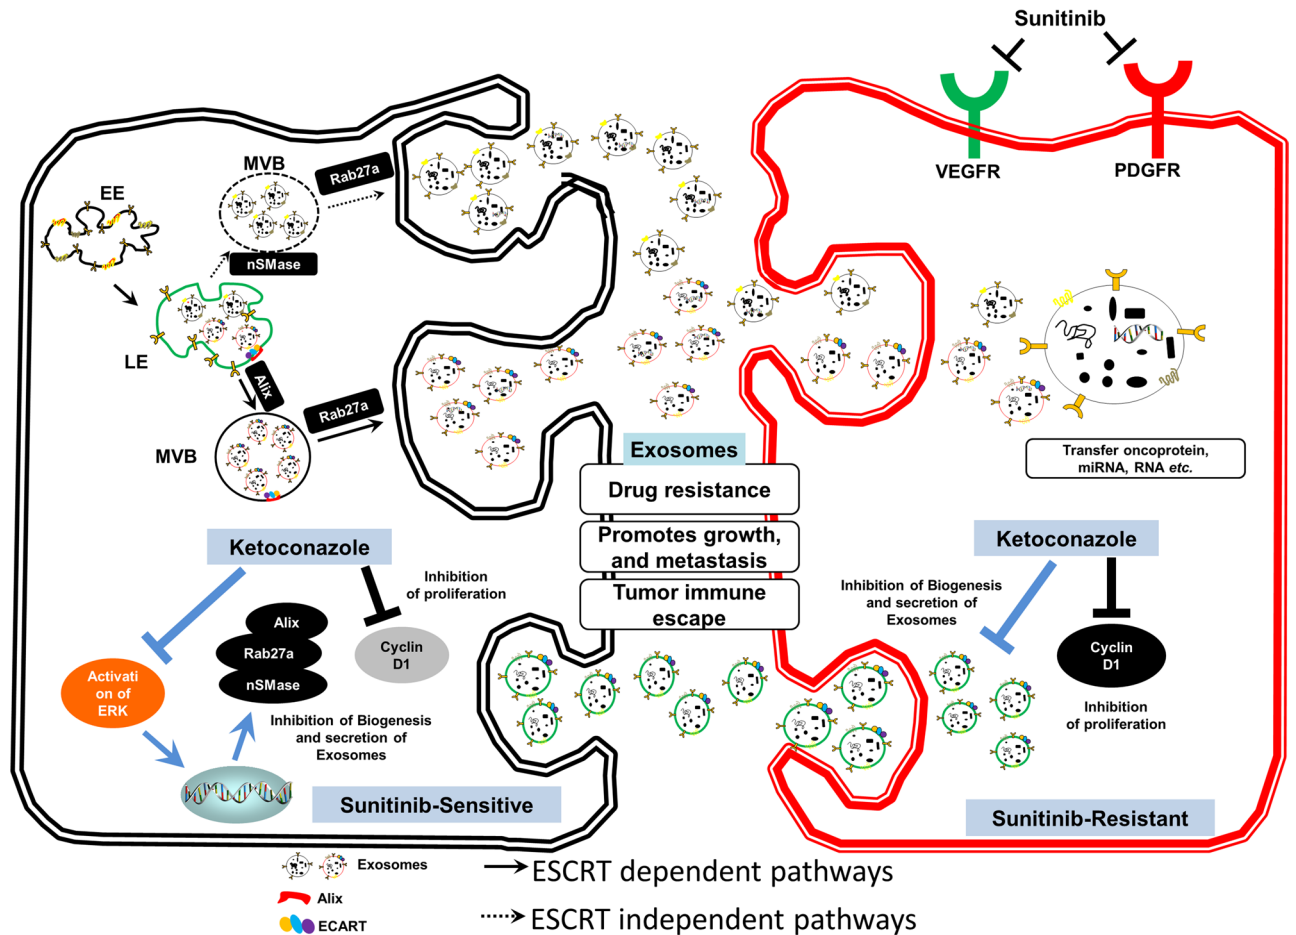 Sunitinib
VEGFR
PDGFR
MVB
Rab27a
EE
nSMase
LE
Alix
Rab27a
MVB
Exosomes
Drug resistance
Promotes growth,
and metastasis
Tumor immune
escape
Transfer oncoprotein,
miRNA, RNA etc.
Ketoconazole
Inhibition
of proliferation
Alix
Rab27a
nSMase
Cyclin
D1
Activati
on of
ERK
Inhibition of Biogenesis
and secretion of
Exosomes
Sunitinib-Sensitive
Ketoconazole
Inhibition of Biogenesis
and secretion of
Exosomes
Cyclin
D1
Inhibition
of proliferation
Sunitinib-Resistant
Exosomes
Alix
ECART
ESCRT dependent pathways
ESCRT independent pathways